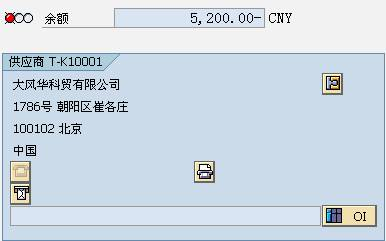 余额 5,200.00- CNY
供应商 T-K10001
大风华科贸有限公司
1786号 朝阳区崔各庄
100102 北京
中国
OI